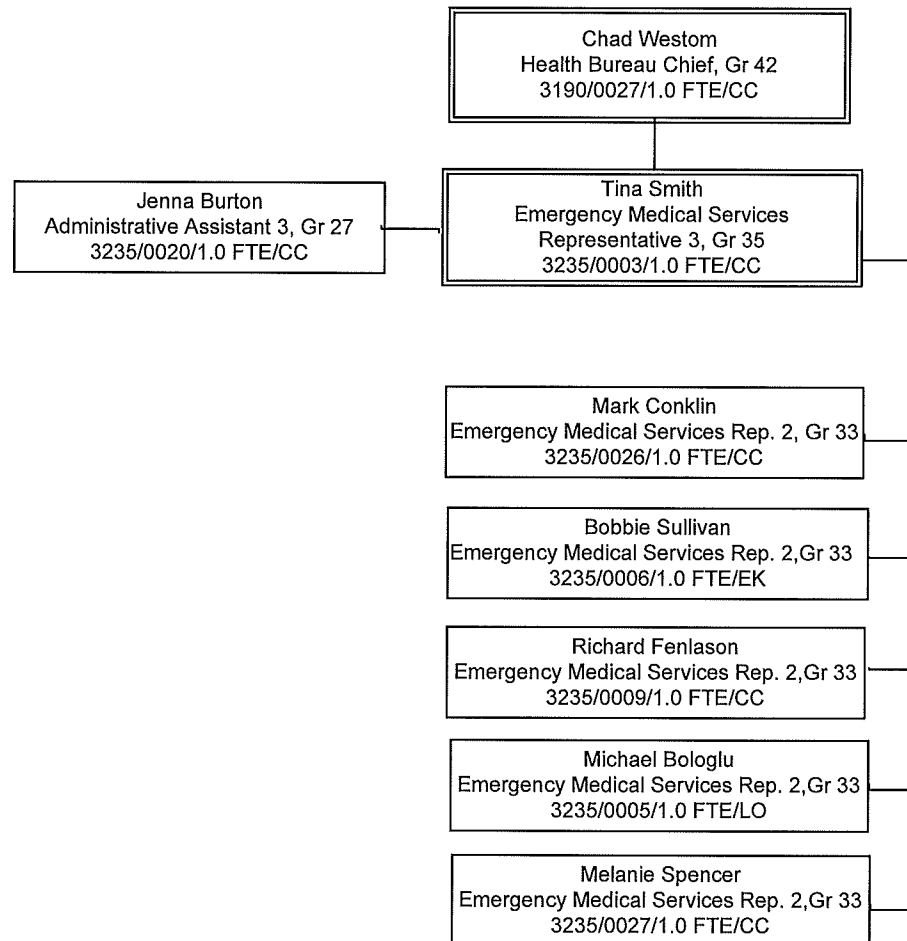 Chad Westom
Health Bureau Chief, Gr 42
3190/0027/1.0 FTE/CC
Jenna Burton
Administrative Assistant 3, Gr 27
3235/0020/1.0 FTE/CC
Tina Smith
Emergency Medical Services
Representative 3, Gr 35
3235/0003/1.0 FTE/CC
Mark Conklin
Emergency Medical Services Rep. 2, Gr 33
3235/0026/1.0 FTE/CC
Bobbie Sullivan
Emergency Medical Services Rep. 2,Gr 33
3235/0006/1.0 FTE/EK
Richard Fenlason
Emergency Medical Services Rep. 2,Gr 33
3235/0009/1.0 FTE/CC
Michael Bologlu
Emergency Medical Services Rep. 2,Gr 33
3235/0005/1.0 FTE/LO
Melanie Spencer
Emergency Medical Services Rep. 2,Gr 33
3235/0027/1.0 FTE/CC